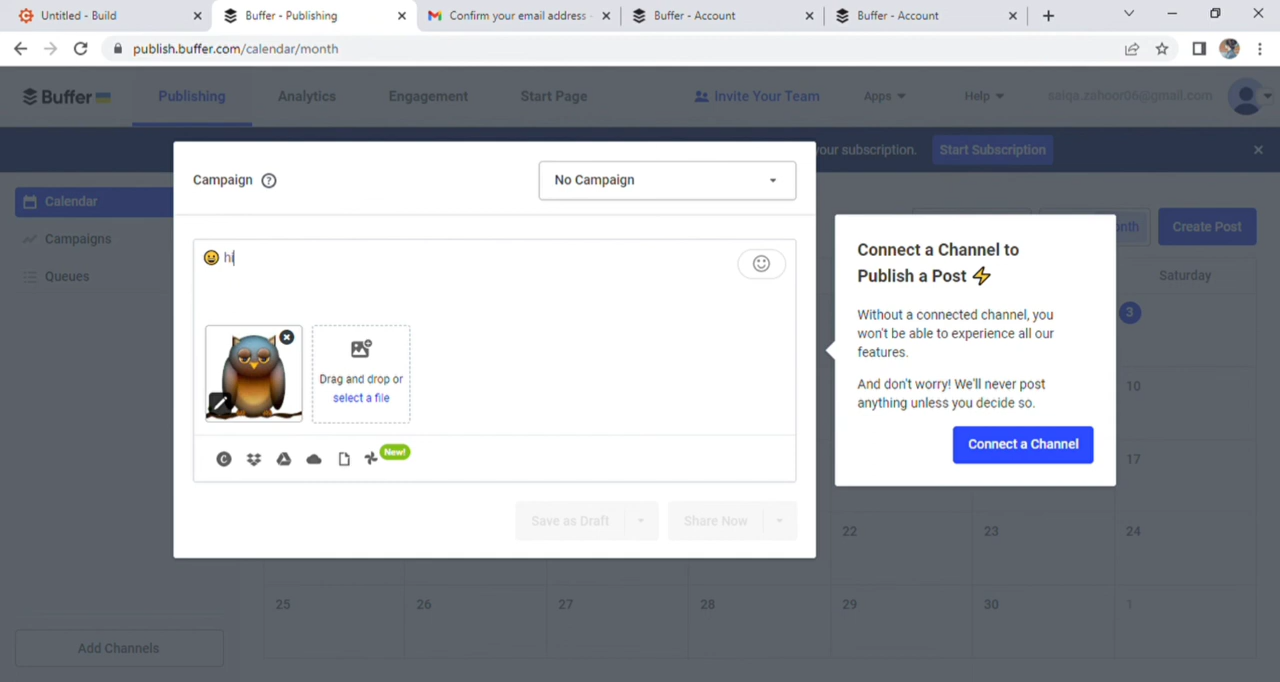 Untitled - Build
Buffer - Publishing
Confirm your email address -
Buffer - Account
Buffer - Account
publish.buffer.com/calendar/month
Buffer
Publishing
Analytics
Engagement
Start Page
Invite Your Team
Apps
Help
saiqa.zahoor06@gmail.com
your subscription.
Start Subscription
Calendar
Campaigns
Queues
Add Channels
Campaign ?
No Campaign
😀 hi
Drag and drop or
select a file
New!
Save as Draft
Share Now
Connect a Channel to
Publish a Post ⚡
Without a connected channel, you
won't be able to experience all our
features.
And don't worry! We'll never post
anything unless you decide so.
Connect a Channel
onth
Create Post
Saturday
3
10
17
22
23
24
25
26
27
28
29
30
1